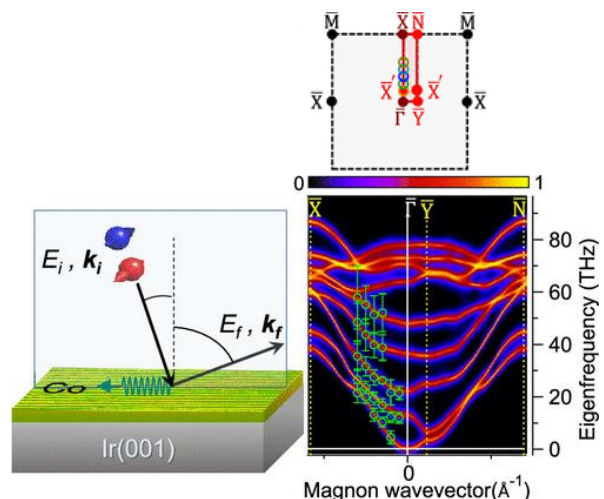 M̅ X̅ N̅ M̅
X̅ X̅′ X̅′ X̅
Γ̅ Y̅
0 1
X̅ Γ̅ Y̅ N̅
80
60
40
20
0
Eigenfrequency (THz)
0
Magnon wavevector(Å⁻¹)
E_i , k_i
E_f , k_f
Co
Ir(001)